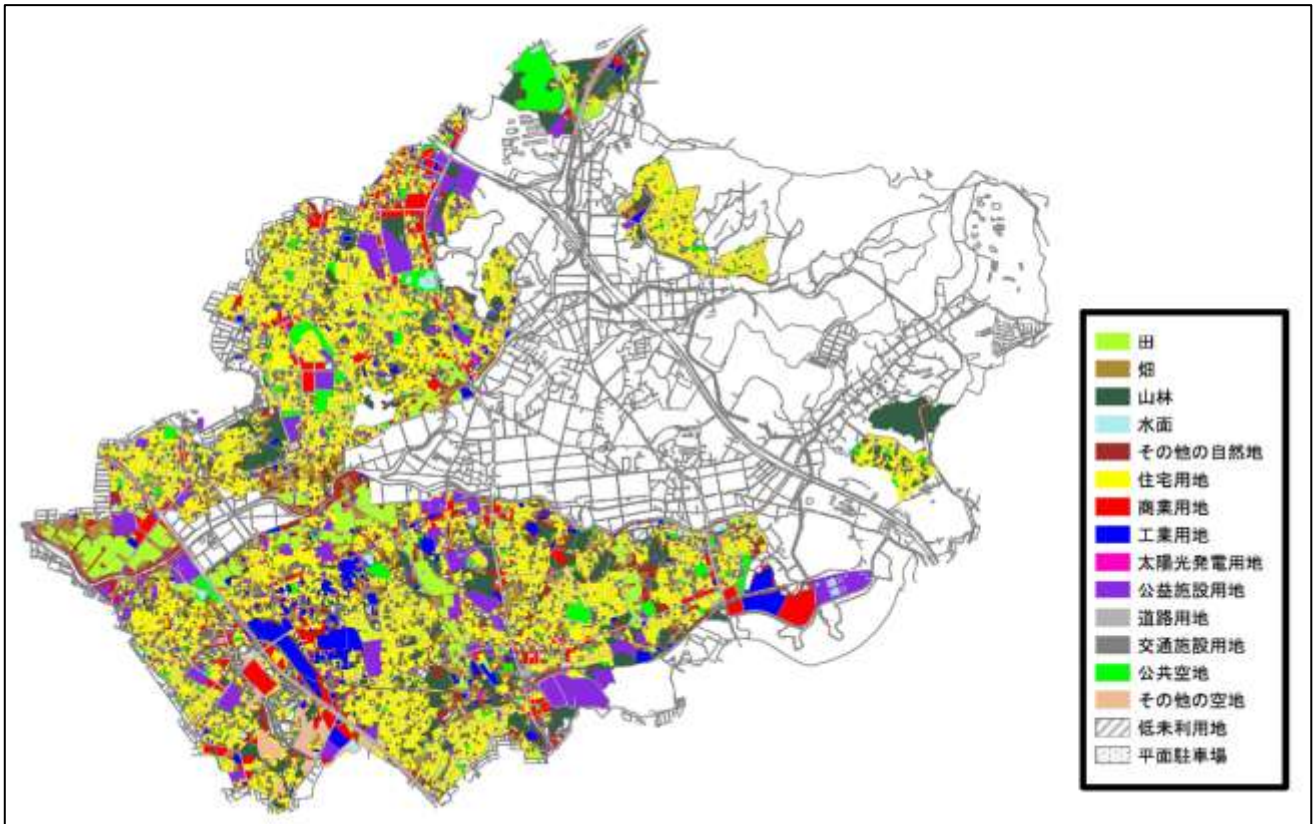 田
畑
山林
水面
その他の自然地
住宅用地
商業用地
工業用地
太陽光発電用地
公益施設用地
道路用地
交通施設用地
公共空地
その他の空地
低未利用地
平面駐車場